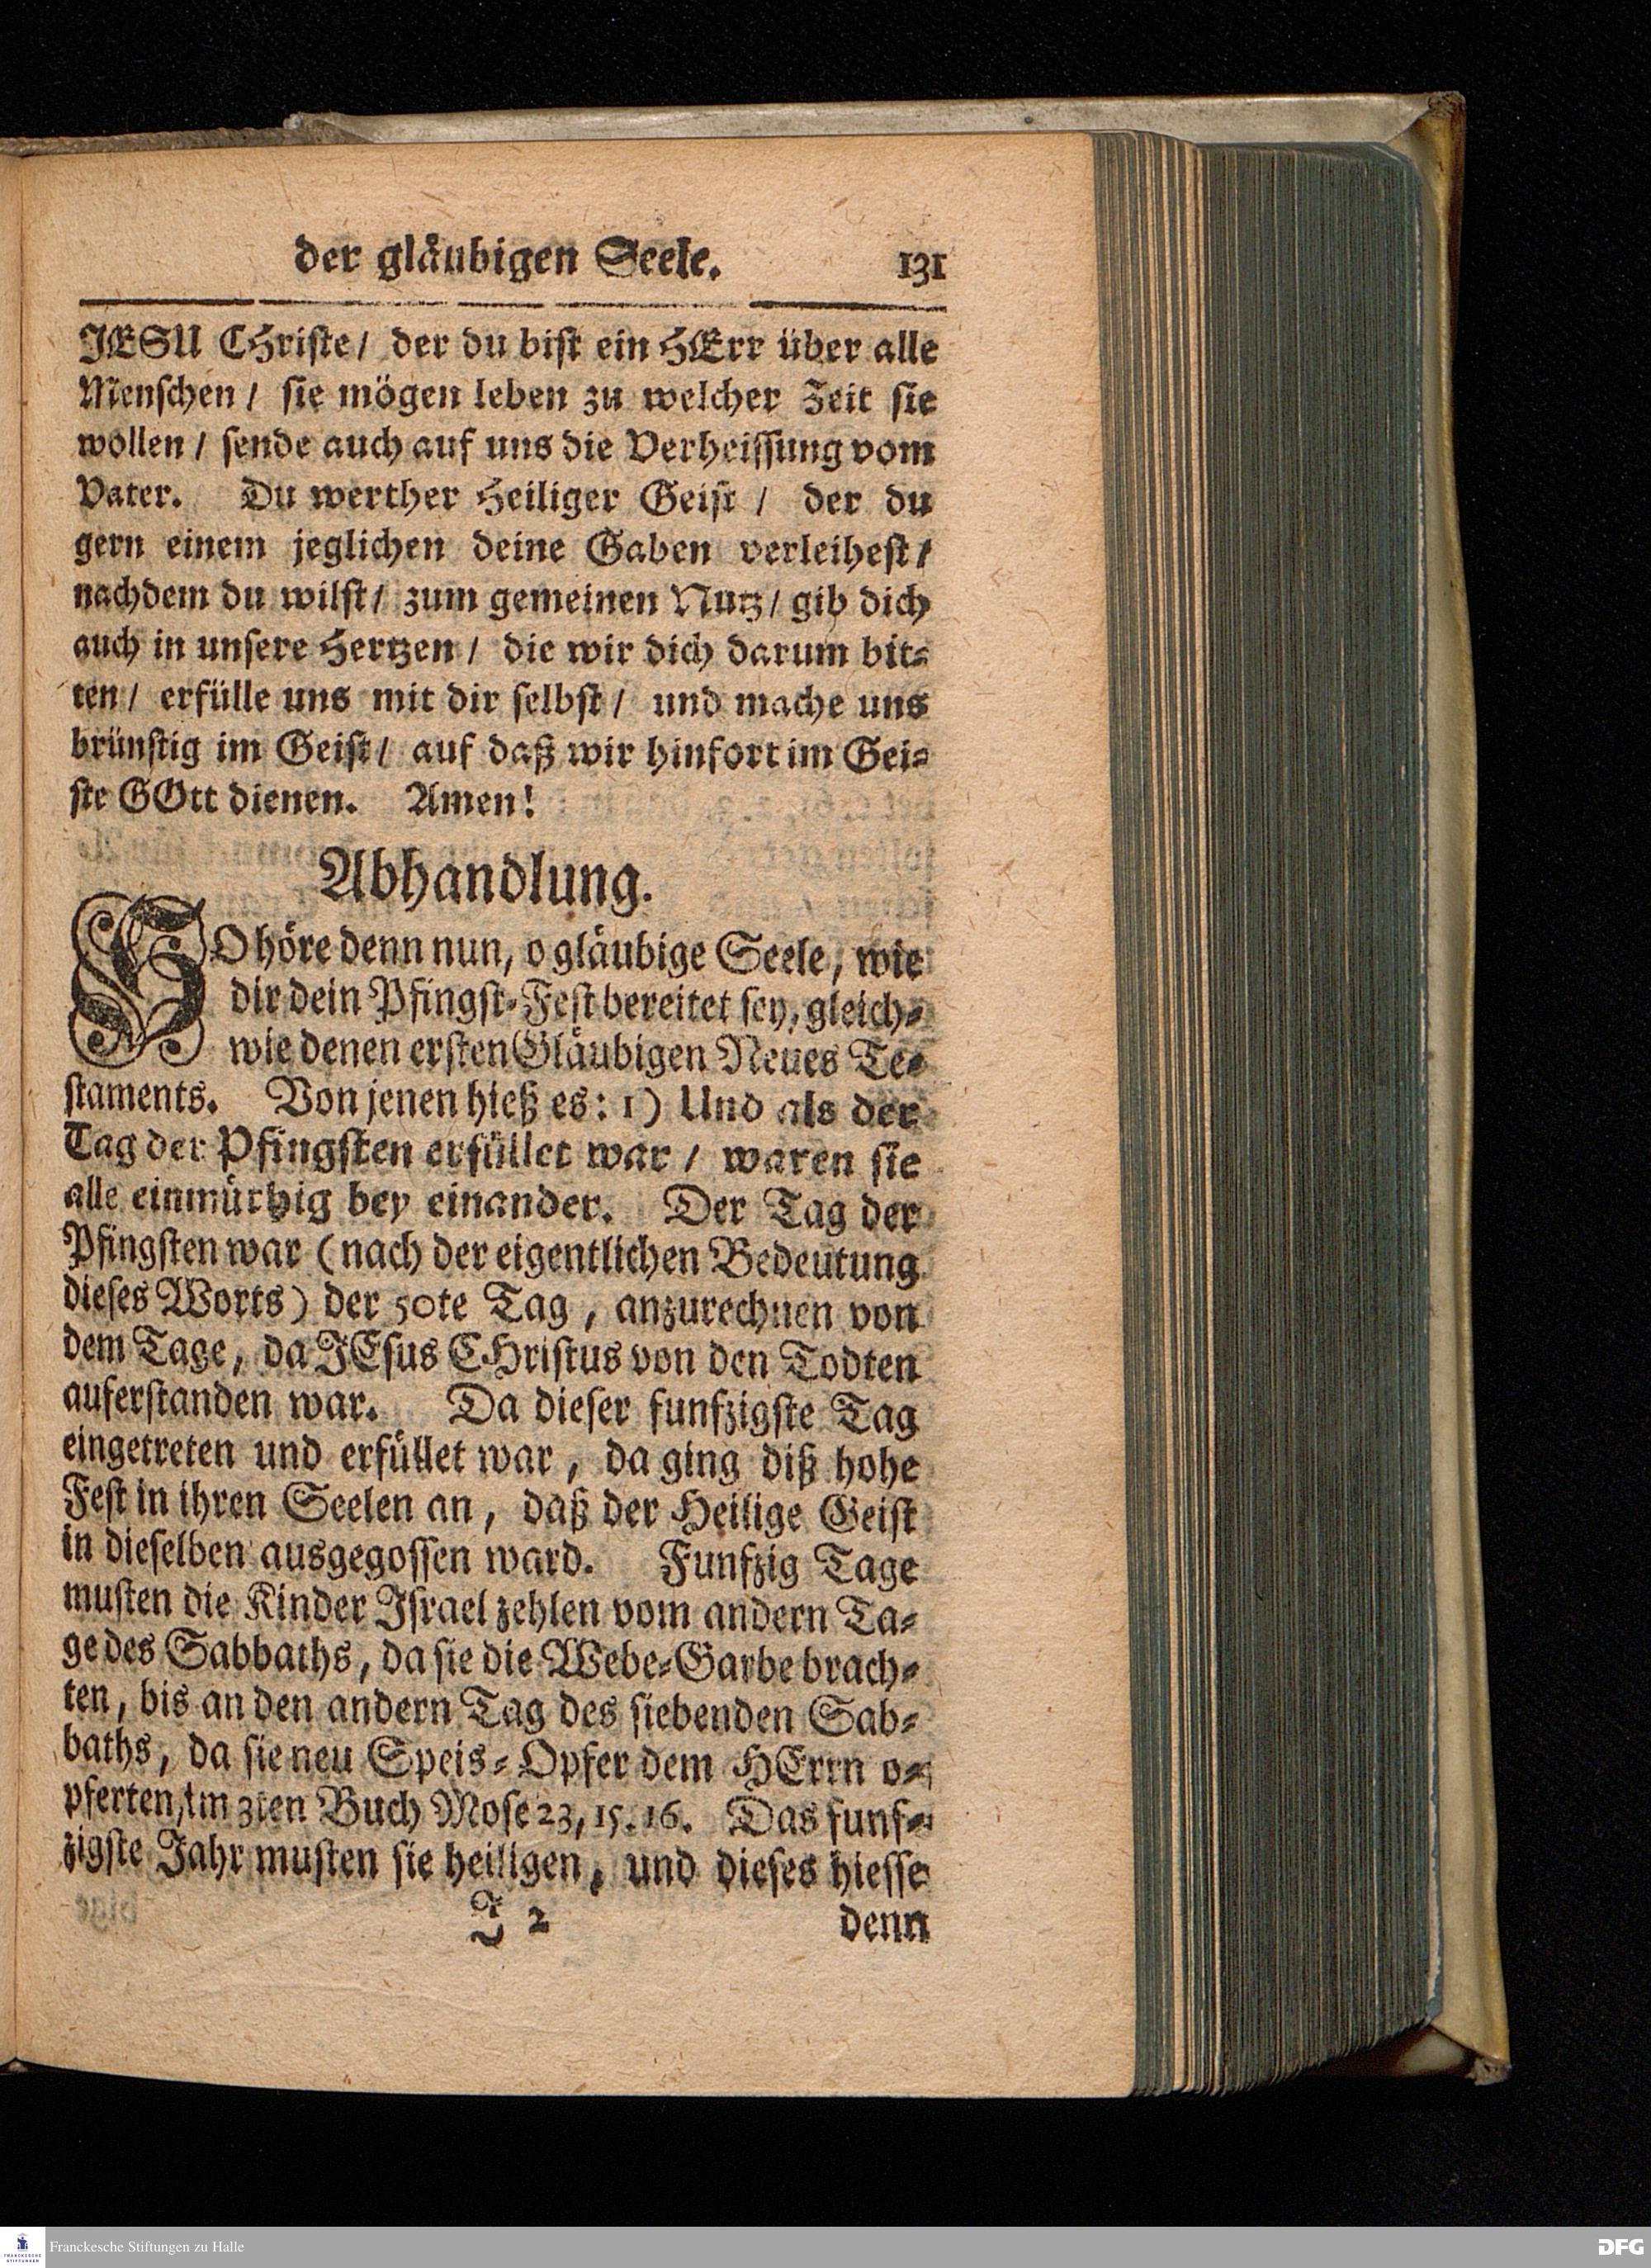 der gläubigen Seele. 131
JESU CHriſte/ der du biſt ein HErr über alle
Menſchen/ ſie mögen leben zu welcher Zeit ſie
wollen/ ſende auch auf uns die Verheiſſung vom
Vater. Du werther Heiliger Geiſt/ der du
gern einem jeglichen deine Gaben verleiheſt/
nachdem du wilſt/ zum gemeinen Nutz/ gib dich
auch in unſere Hertzen/ die wir dich darum bit-
ten/ erfülle uns mit dir ſelbſt/ und mache uns
brünſtig im Geiſt/ auf daß wir hinfort im Gei-
ſte GOtt dienen. Amen!
Abhandlung.
SO höre denn nun, o gläubige Seele, wie
dir dein Pfingſt-Feſt bereitet ſey, gleich-
wie denen erſten Gläubigen Neues Te-
ſtaments. Von jenen hieß es: 1) Und als der
Tag der Pfingſten erfüllet war/ waren ſie
alle einmüthig bey einander. Der Tag der
Pfingſten war (nach der eigentlichen Bedeutung
dieſes Worts) der 50te Tag, anzurechnen von
dem Tage, da JEſus CHriſtus von den Todten
auferſtanden war. Da dieſer funfzigſte Tag
eingetreten und erfüllet war, da ging diß hohe
Feſt in ihren Seelen an, daß der Heilige Geiſt
in dieſelben ausgegoſſen ward. Funfzig Tage
muſten die Kinder Iſrael zehlen vom andern Ta-
ge des Sabbaths, da ſie die Webe-Garbe brach-
ten, bis an den andern Tag des ſiebenden Sab-
baths, da ſie neu Speis-Opfer dem HErrn o-
pferten, im 3ten Buch Moſe 23, 15. 16. Das funf-
zigſte Jahr muſten ſie heiligen, und dieſes hieſſe
J 2 denn
FRANCKESCHE
STIFTUNGEN
Franckesche Stiftungen zu Halle
DFG